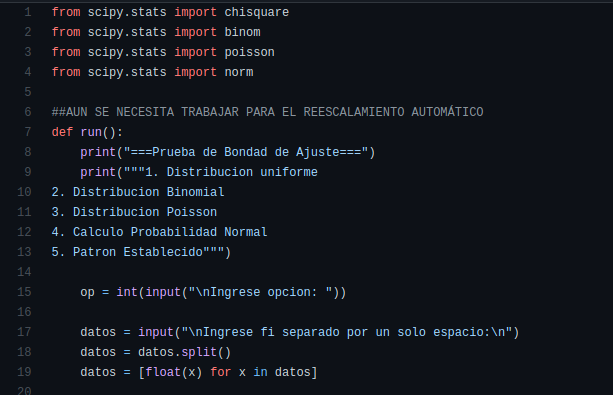 1 from scipy.stats import chisquare
2 from scipy.stats import binom
3 from scipy.stats import poisson
4 from scipy.stats import norm
5
6 ##AUN SE NECESITA TRABAJAR PARA EL REESCALAMIENTO AUTOMÁTICO
7 def run():
8     print("===Prueba de Bondad de Ajuste===")
9     print("""1. Distribucion uniforme
10 2. Distribucion Binomial
11 3. Distribucion Poisson
12 4. Calculo Probabilidad Normal
13 5. Patron Establecido""")
14
15     op = int(input("\nIngrese opcion: "))
16
17     datos = input("\nIngrese fi separado por un solo espacio:\n")
18     datos = datos.split()
19     datos = [float(x) for x in datos]
20